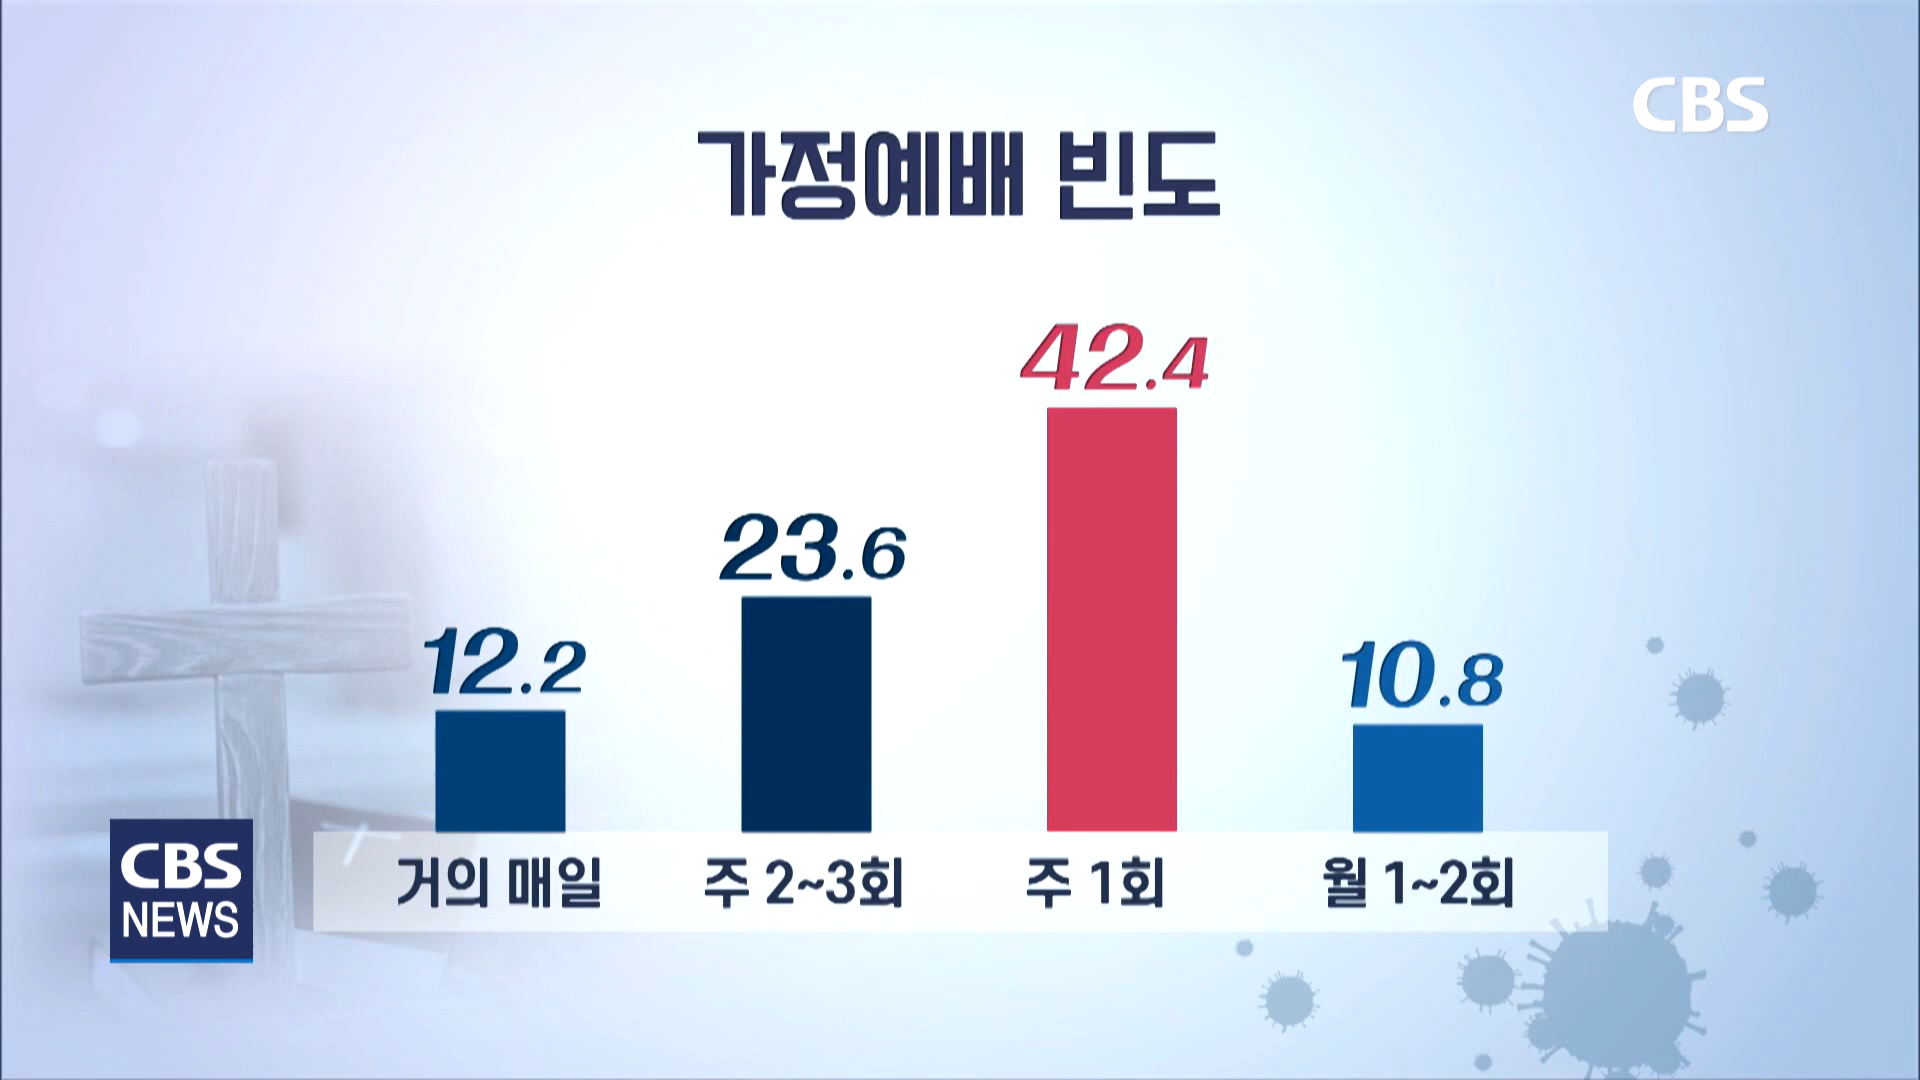 CBS
가정예배 빈도
12.2
23.6
42.4
10.8
거의 매일
주 2~3회
주 1회
월 1~2회
CBS
NEWS